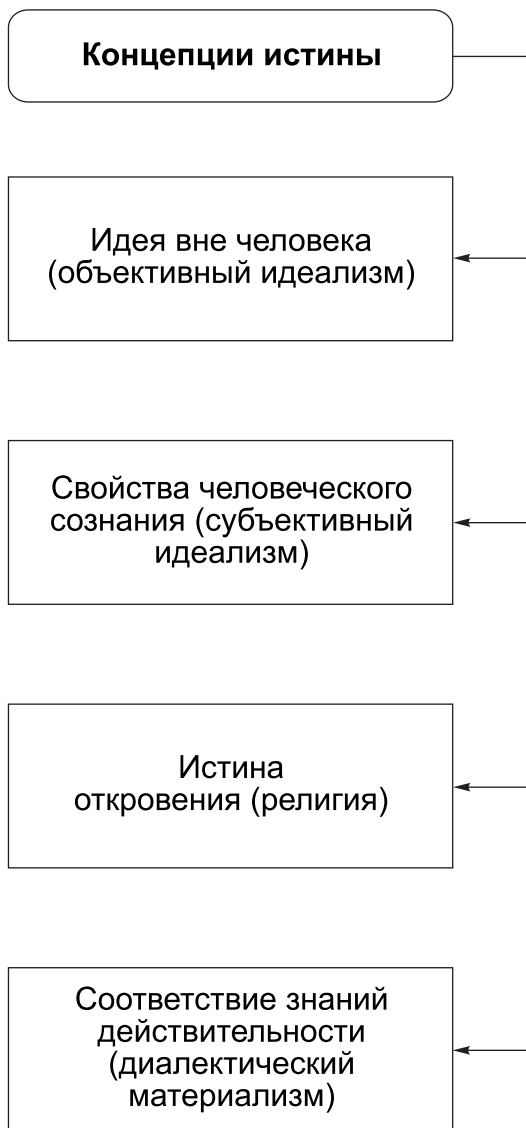 Концепции истины
Идея вне человека
(объективный идеализм)
Свойства человеческого
сознания (субъективный
идеализм)
Истина
откровения (религия)
Соответствие знаний
действительности
(диалектический
материализм)